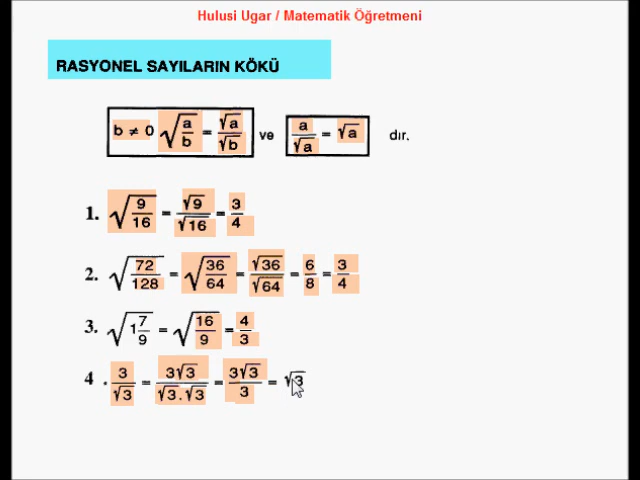 Hulusi Ugar / Matematik Öğretmeni
RASYONEL SAYILARIN KÖKÜ
b ≠ 0 √(a/b) = √a/√b ve a/√a = √a dır.
1. √(9/16) = √9/√16 = 3/4
2. √(72/128) = √(36/64) = √36/√64 = 6/8 = 3/4
3. √(1 7/9) = √(16/9) = 4/3
4 . 3/√3 = 3√3/√3.√3 = 3√3/3 = √3